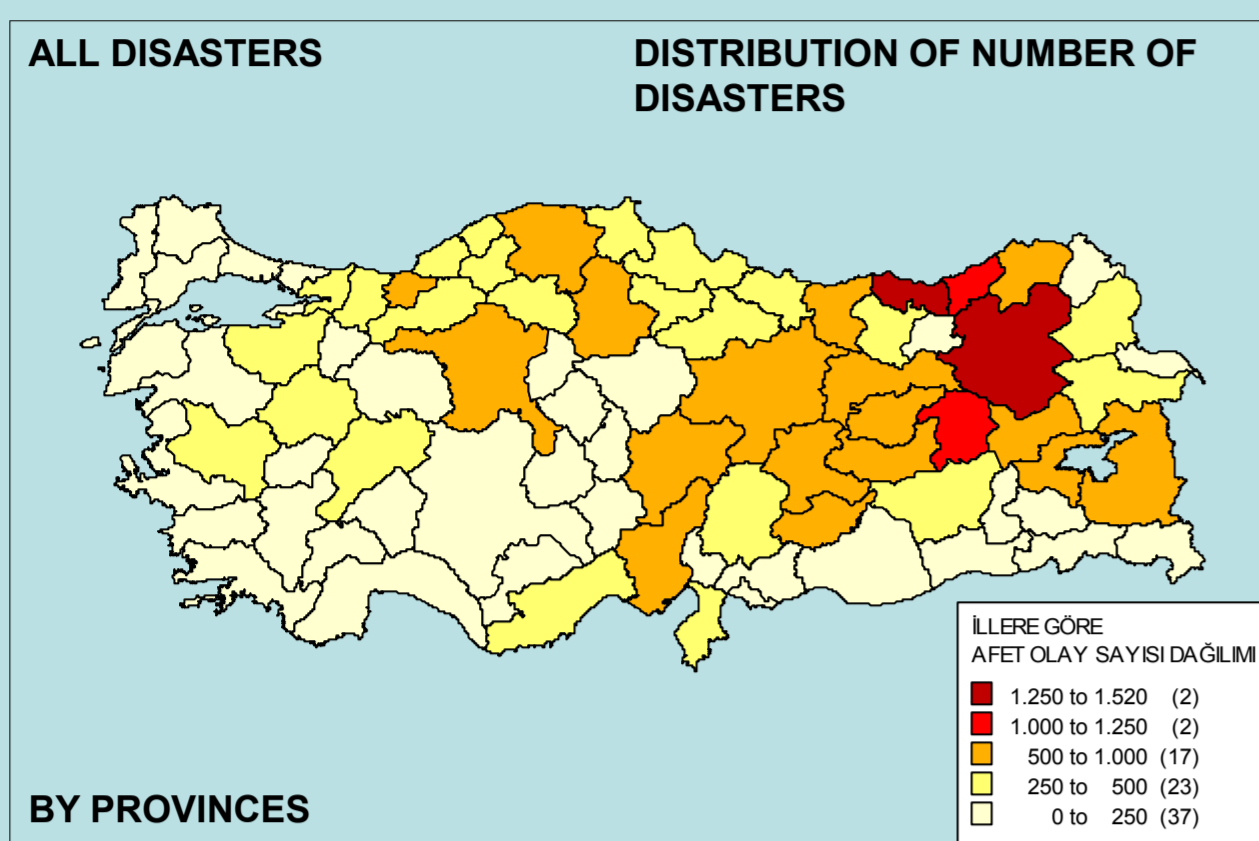 ALL DISASTERS
DISTRIBUTION OF NUMBER OF
DISASTERS
BY PROVINCES
İLLERE GÖRE
AFET OLAY SAYISI DAĞILIMI
1.250 to 1.520 (2)
1.000 to 1.250 (2)
500 to 1.000 (17)
250 to 500 (23)
0 to 250 (37)